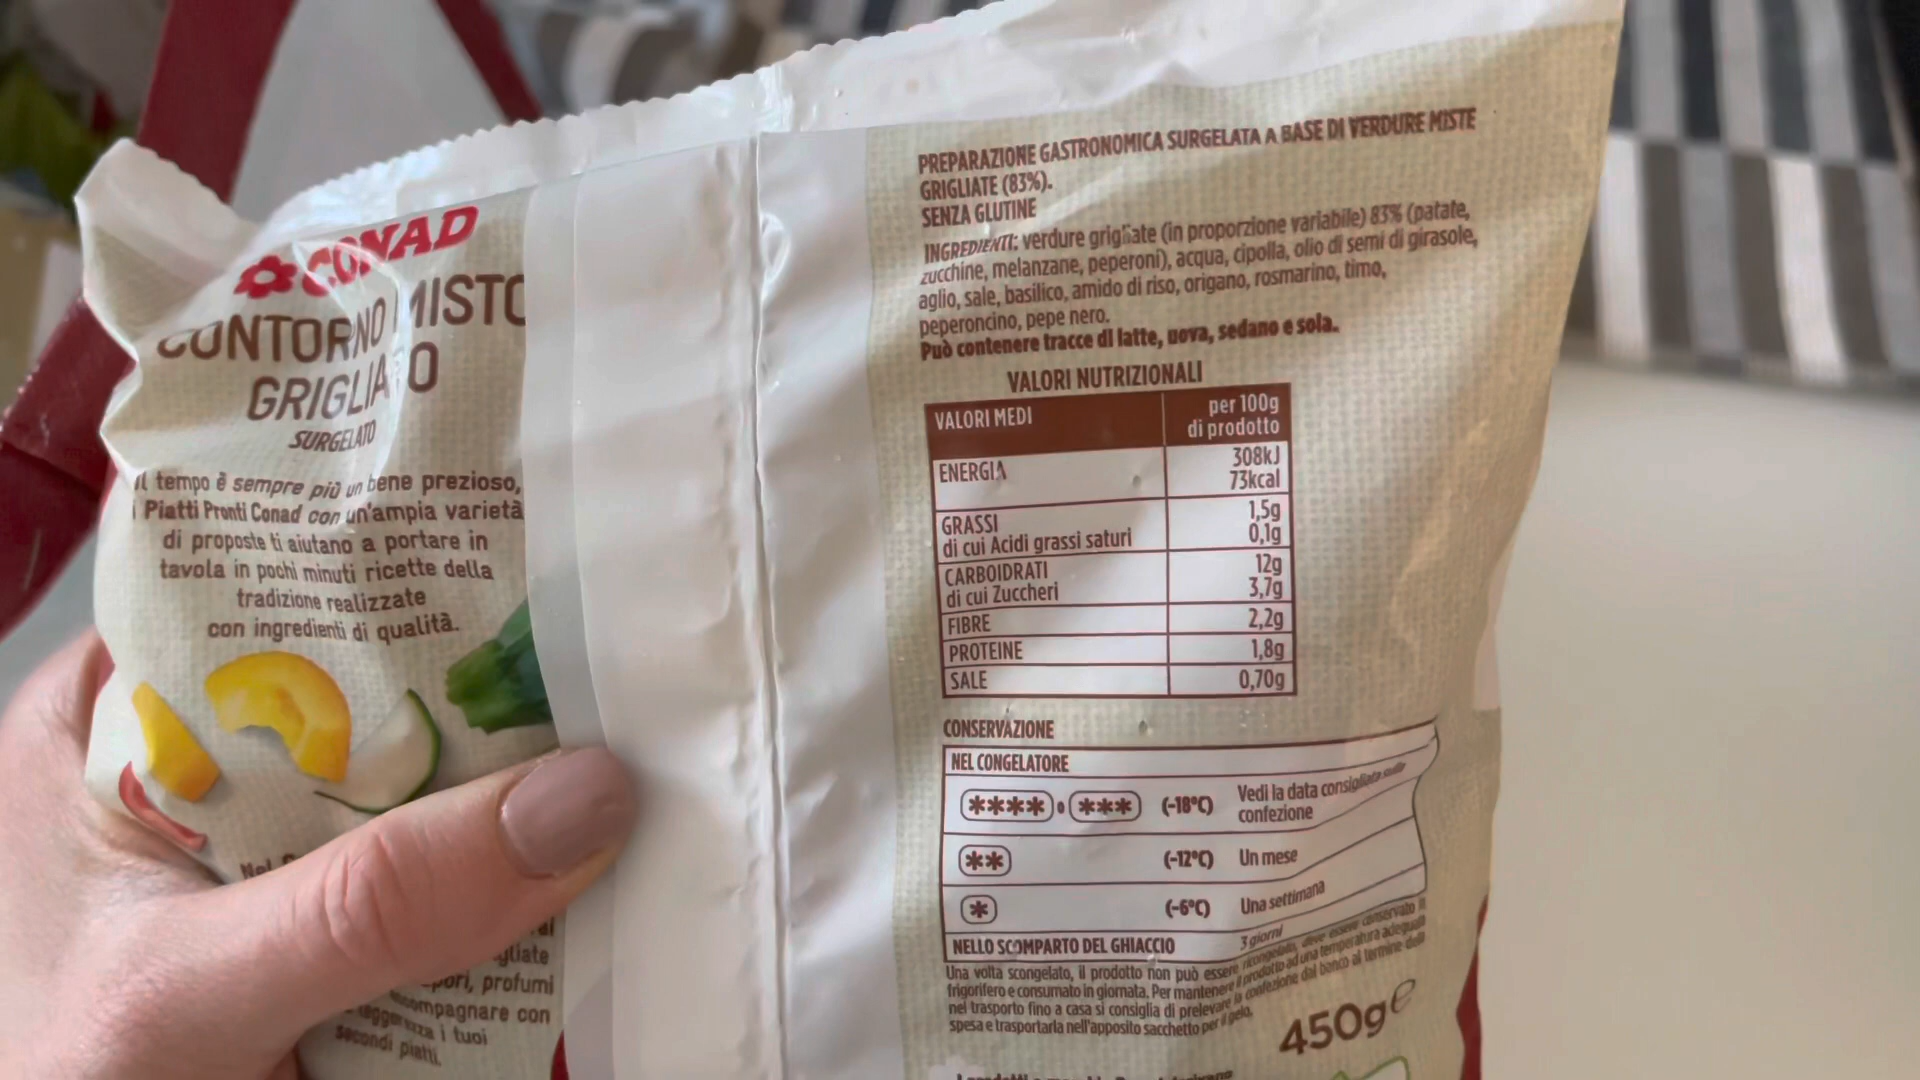 CONAD
CONTORNO MISTO
GRIGLIATO
SURGELATO
Il tempo è sempre più un bene prezioso,
i Piatti Pronti Conad con un'ampia varietà
di proposte ti aiutano a portare in
tavola in pochi minuti ricette della
tradizione realizzate
con ingredienti di qualità.
gliate
pori, profumi
accompagnare con
leggerezza i tuoi
secondi piatti.
PREPARAZIONE GASTRONOMICA SURGELATA A BASE DI VERDURE MISTE
GRIGLIATE (83%).
SENZA GLUTINE
INGREDIENTI: verdure grigliate (in proporzione variabile) 83% (patate,
zucchine, melanzane, peperoni), acqua, cipolla, olio di semi di girasole,
aglio, sale, basilico, amido di riso, origano, rosmarino, timo,
peperoncino, pepe nero.
Può contenere tracce di latte, uova, sedano e soia.
VALORI NUTRIZIONALI
VALORI MEDI per 100g
di prodotto
ENERGIA 308kJ
73kcal
GRASSI 1,5g
di cui Acidi grassi saturi 0,1g
CARBOIDRATI 12g
di cui Zuccheri 3,7g
FIBRE 2,2g
PROTEINE 1,8g
SALE 0,70g
CONSERVAZIONE
NEL CONGELATORE
**** o *** (-18°C) Vedi la data consigliata sulla
confezione
** (-12°C) Un mese
* (-6°C) Una settimana
NELLO SCOMPARTO DEL GHIACCIO 3 giorni
Una volta scongelato, il prodotto non può essere ricongelato, deve essere conservato in
frigorifero e consumato in giornata. Per mantenere il prodotto ad una temperatura adeguata
nel trasporto fino a casa si consiglia di prelevare la confezione dal banco al termine della
spesa e trasportarla nell'apposito sacchetto per il gelo.
450g e